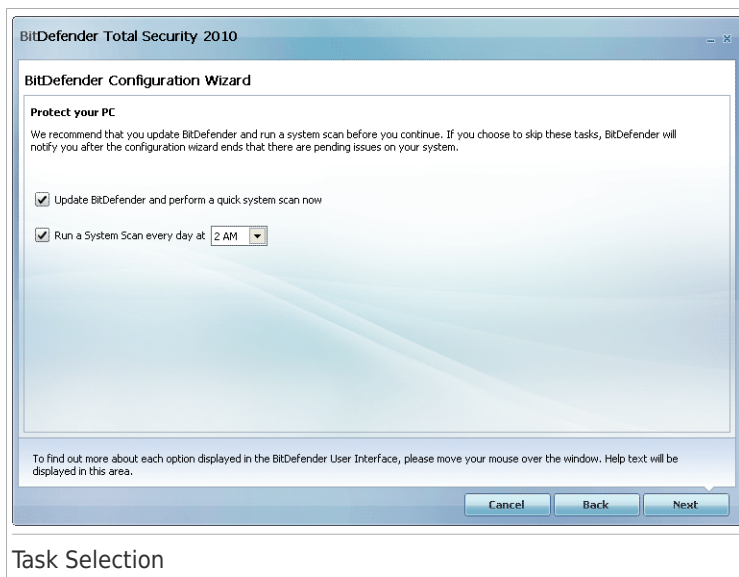 BitDefender Total Security 2010
BitDefender Configuration Wizard
Protect your PC
We recommend that you update BitDefender and run a system scan before you continue. If you choose to skip these tasks, BitDefender will
notify you after the configuration wizard ends that there are pending issues on your system.
Update BitDefender and perform a quick system scan now
Run a System Scan every day at 2 AM
To find out more about each option displayed in the BitDefender User Interface, please move your mouse over the window. Help text will be
displayed in this area.
Cancel Back Next
Task Selection